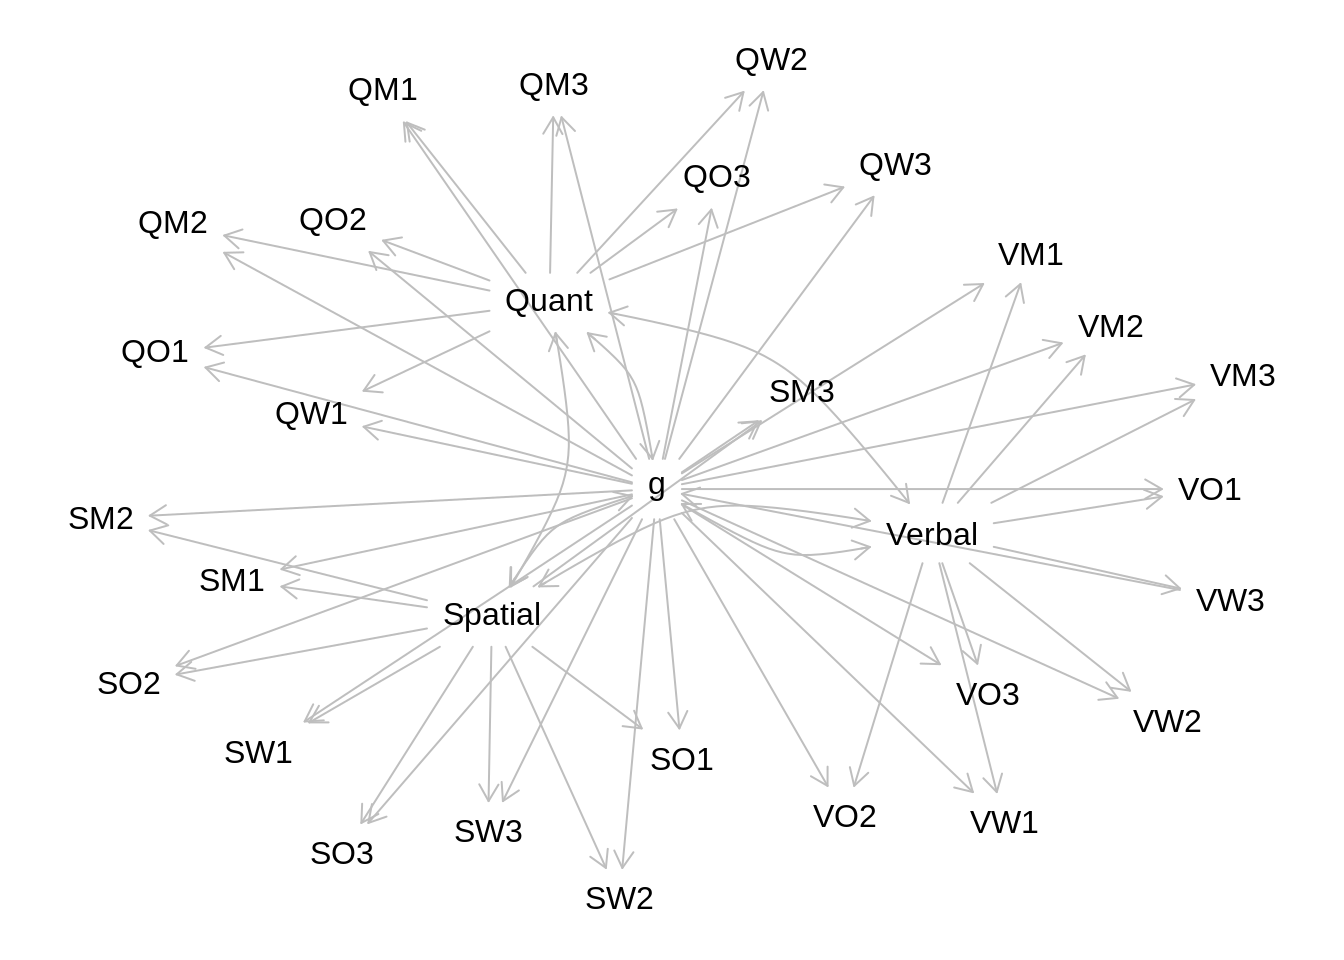 QW2
QM3
QM1
QW3
QO3
QO2
QM2
VM1
Quant
VM2
QO1
VM3
SM3
QW1
g
VO1
SM2
Verbal
SM1
VW3
Spatial
SO2
VO3
VW2
SW1
SO1
VO2
VW1
SW3
SO3
SW2